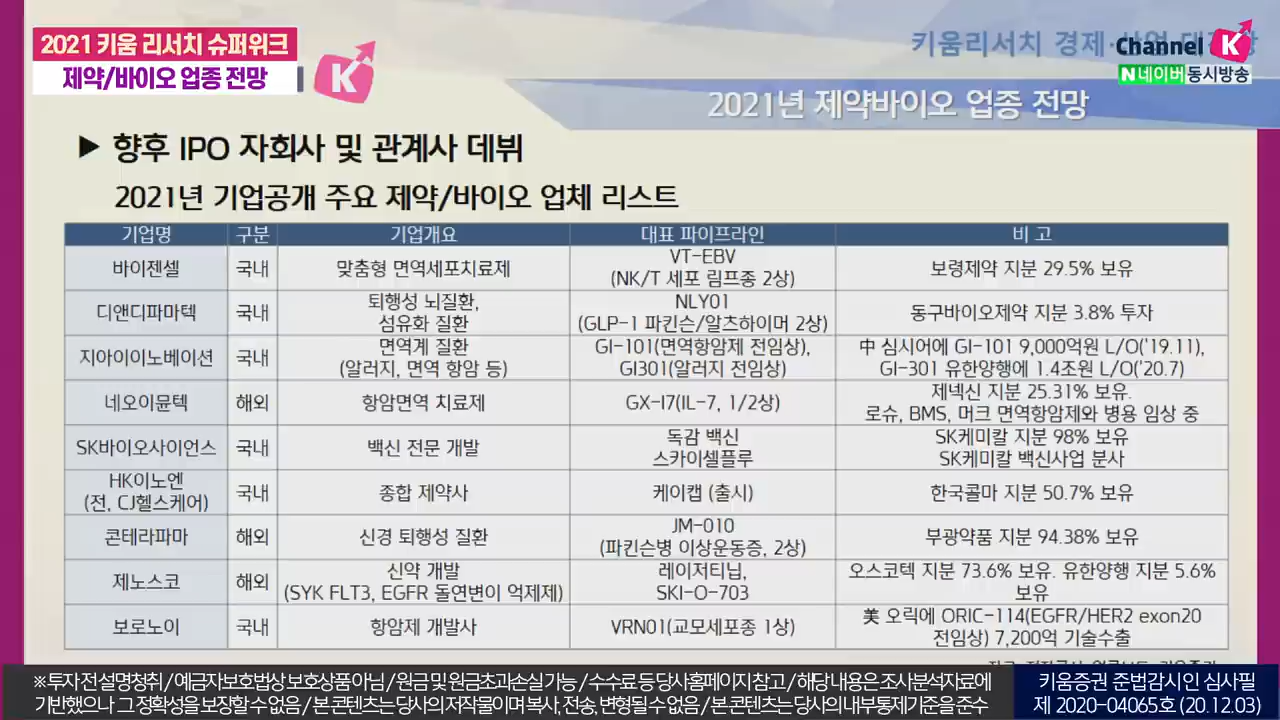 2021 키움 리서치 슈퍼위크
제약/바이오 업종 전망
K
키움리서치 경제·산업
Channel K
N 네이버 동시방송
2021년 제약바이오 업종 전망
▶ 향후 IPO 자회사 및 관계사 데뷔
2021년 기업공개 주요 제약/바이오 업체 리스트
기업명 구분 기업개요 대표 파이프라인 비 고
바이젠셀 국내 맞춤형 면역세포치료제 VT-EBV
(NK/T 세포 림프종 2상) 보령제약 지분 29.5% 보유
디앤디파마텍 국내 퇴행성 뇌질환,
섬유화 질환 NLY01
(GLP-1 파킨슨/알츠하이머 2상) 동구바이오제약 지분 3.8% 투자
지아이이노베이션 국내 면역계 질환
(알러지, 면역 항암 등) GI-101(면역항암제 전임상),
GI301(알러지 전임상) 中 심시어에 GI-101 9,000억원 L/O('19.11),
GI-301 유한양행에 1.4조원 L/O('20.7)
네오이뮨텍 해외 항암면역 치료제 GX-I7(IL-7, 1/2상) 제넥신 지분 25.31% 보유.
로슈, BMS, 머크 면역항암제와 병용 임상 중
SK바이오사이언스 국내 백신 전문 개발 독감 백신
스카이셀플루 SK케미칼 지분 98% 보유
SK케미칼 백신사업 분사
HK이노엔
(전, CJ헬스케어) 국내 종합 제약사 케이캡 (출시) 한국콜마 지분 50.7% 보유
콘테라파마 해외 신경 퇴행성 질환 JM-010
(파킨슨병 이상운동증, 2상) 부광약품 지분 94.38% 보유
제노스코 해외 신약 개발
(SYK FLT3, EGFR 돌연변이 억제제) 레이저티닙,
SKI-O-703 오스코텍 지분 73.6% 보유. 유한양행 지분 5.6%
보유
보로노이 국내 항암제 개발사 VRN01(교모세포종 1상) 美 오릭에 ORIC-114(EGFR/HER2 exon20
전임상) 7,200억 기술수출
※ 투자 전 설명청취 / 예금자보호법상 보호상품 아님 / 원금 및 원금초과손실 가능 / 수수료 등 당사홈페이지 참고 / 해당 내용은 조사분석자료에
기반했으나 그 정확성을 보장할 수 없음 / 본 콘텐츠는 당사의 저작물이며 복사, 전송, 변형될 수 없음 / 본 콘텐츠는 당사의 내부통제기준을 준수
키움증권 준법감시인 심사필
제 2020-04065호 (20.12.03)